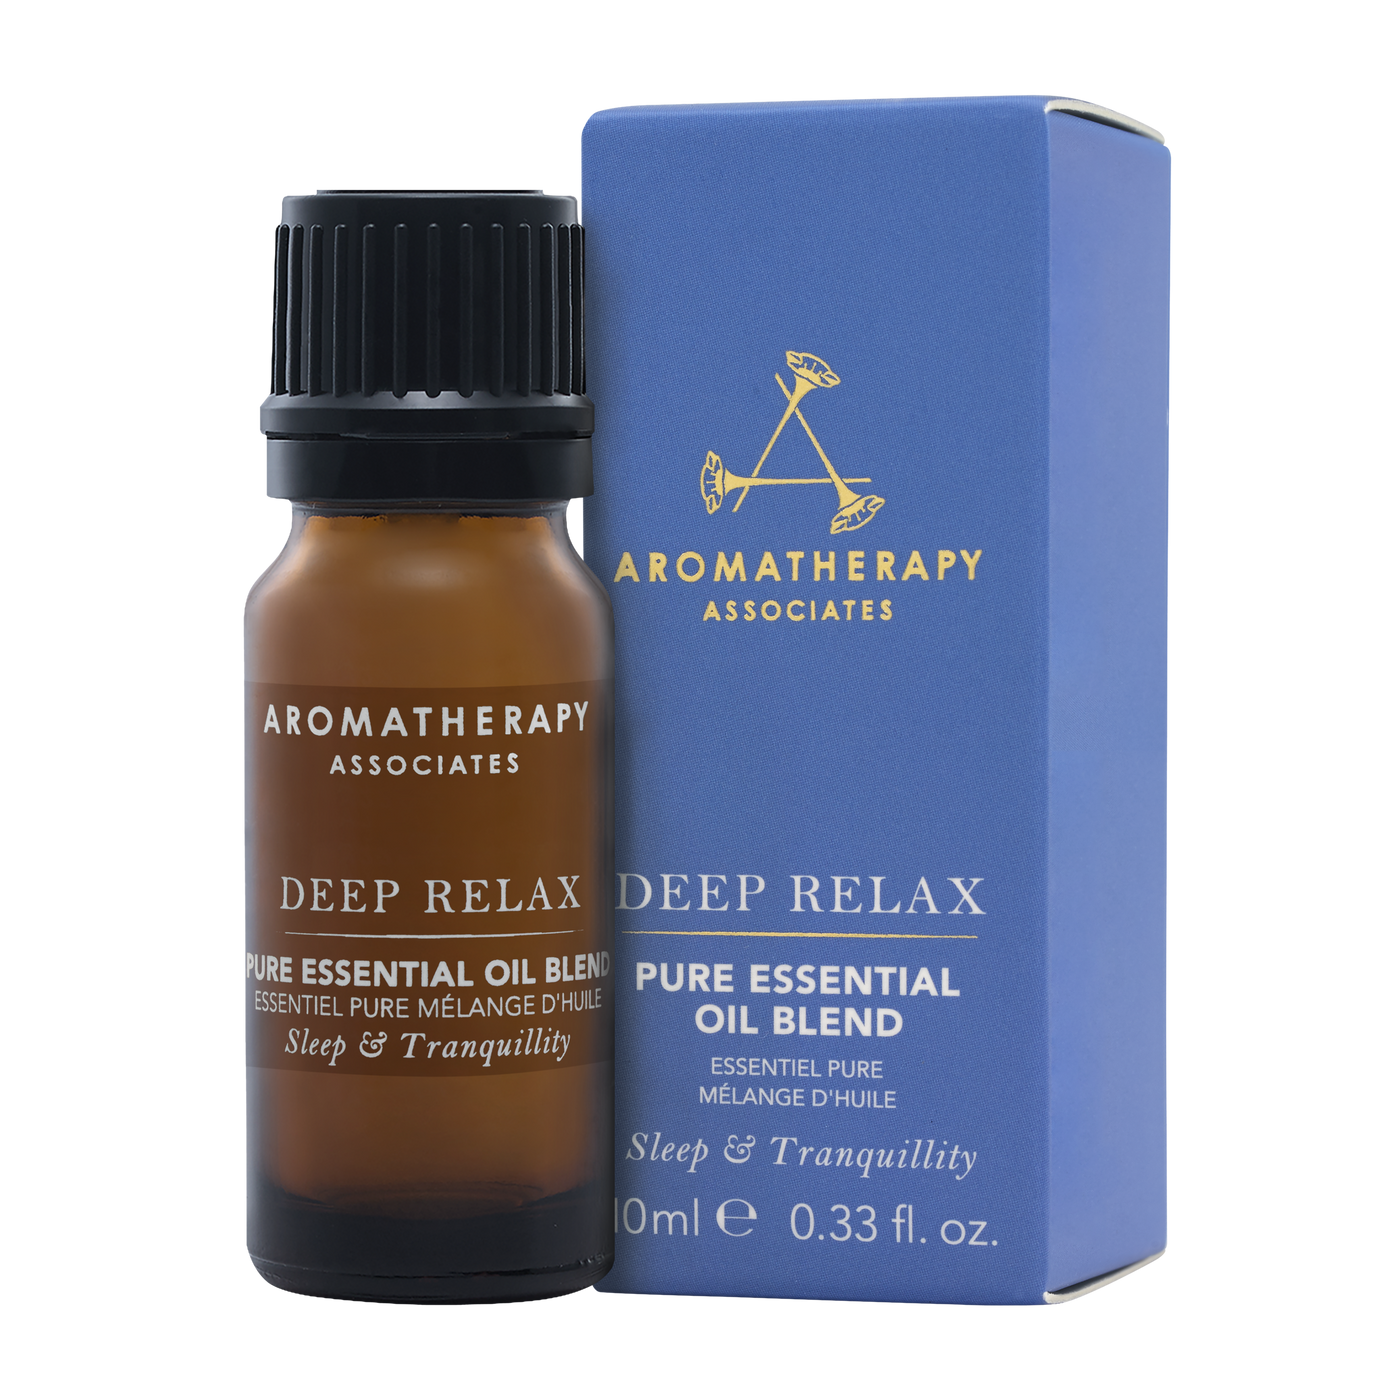 AROMATHERAPY
ASSOCIATES
DEEP RELAX
PURE ESSENTIAL OIL BLEND
ESSENTIEL PURE MÉLANGE D'HUILE
Sleep & Tranquillity
AROMATHERAPY
ASSOCIATES
DEEP RELAX
PURE ESSENTIAL
OIL BLEND
ESSENTIEL PURE
MÉLANGE D'HUILE
Sleep & Tranquillity
10ml ℮ 0.33 fl. oz.